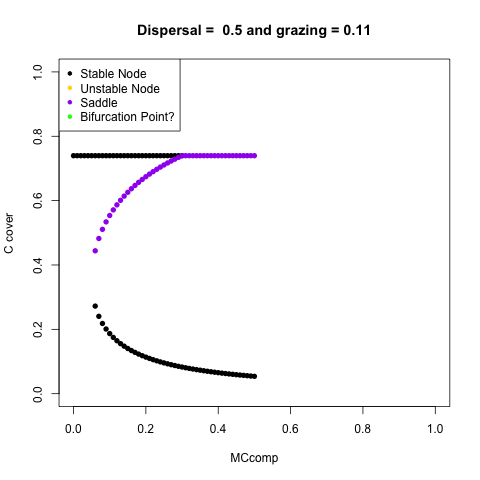 Dispersal =  0.5 and grazing = 0.11
Stable Node
Unstable Node
Saddle
Bifurcation Point?
1.0
0.8
0.6
0.4
0.2
0.0
C cover
0.0 0.2 0.4 0.6 0.8 1.0
MCcomp